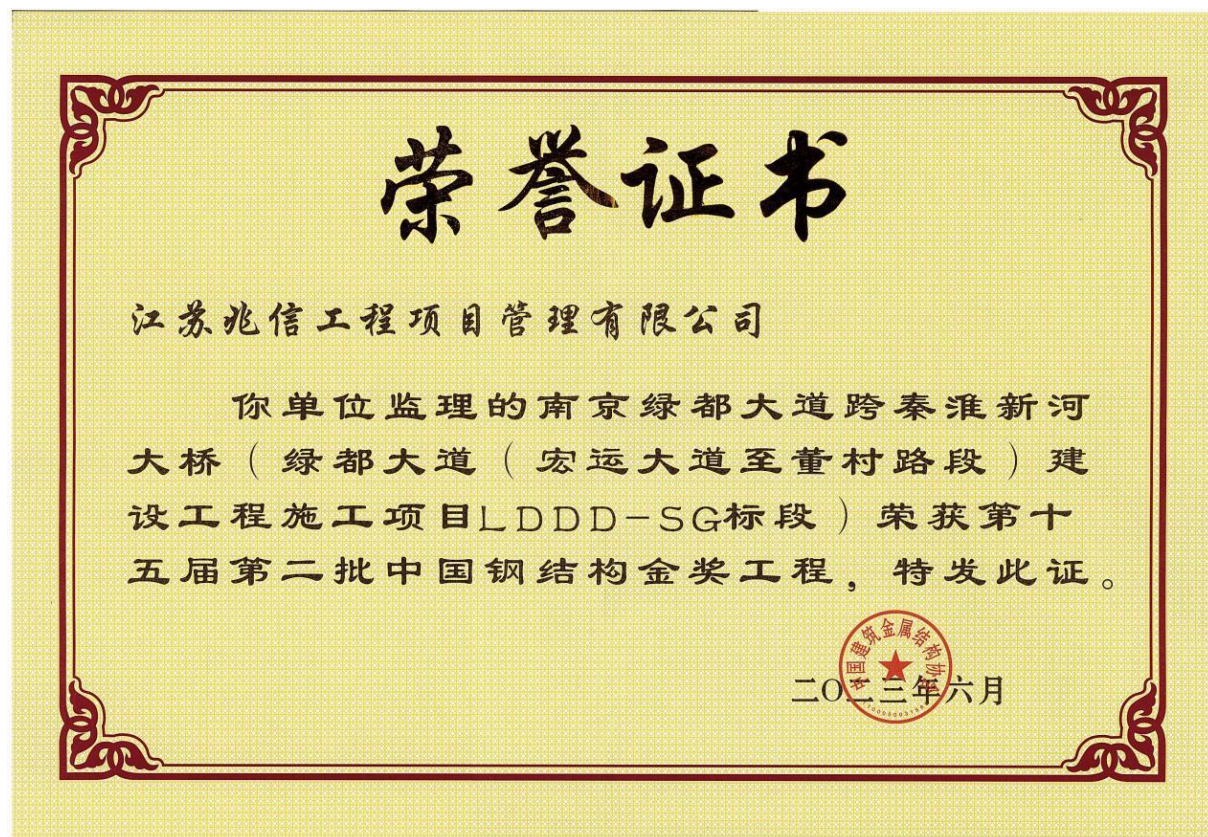 荣誉证书
江苏兆信工程项目管理有限公司
你单位监理的南京绿都大道跨秦淮新河
大桥（绿都大道（宏运大道至董村路段）建
设工程施工项目LDDD-SG标段）荣获第十
五届第二批中国钢结构金奖工程，特发此证。
中国建筑金属结构协会
二〇二三年六月